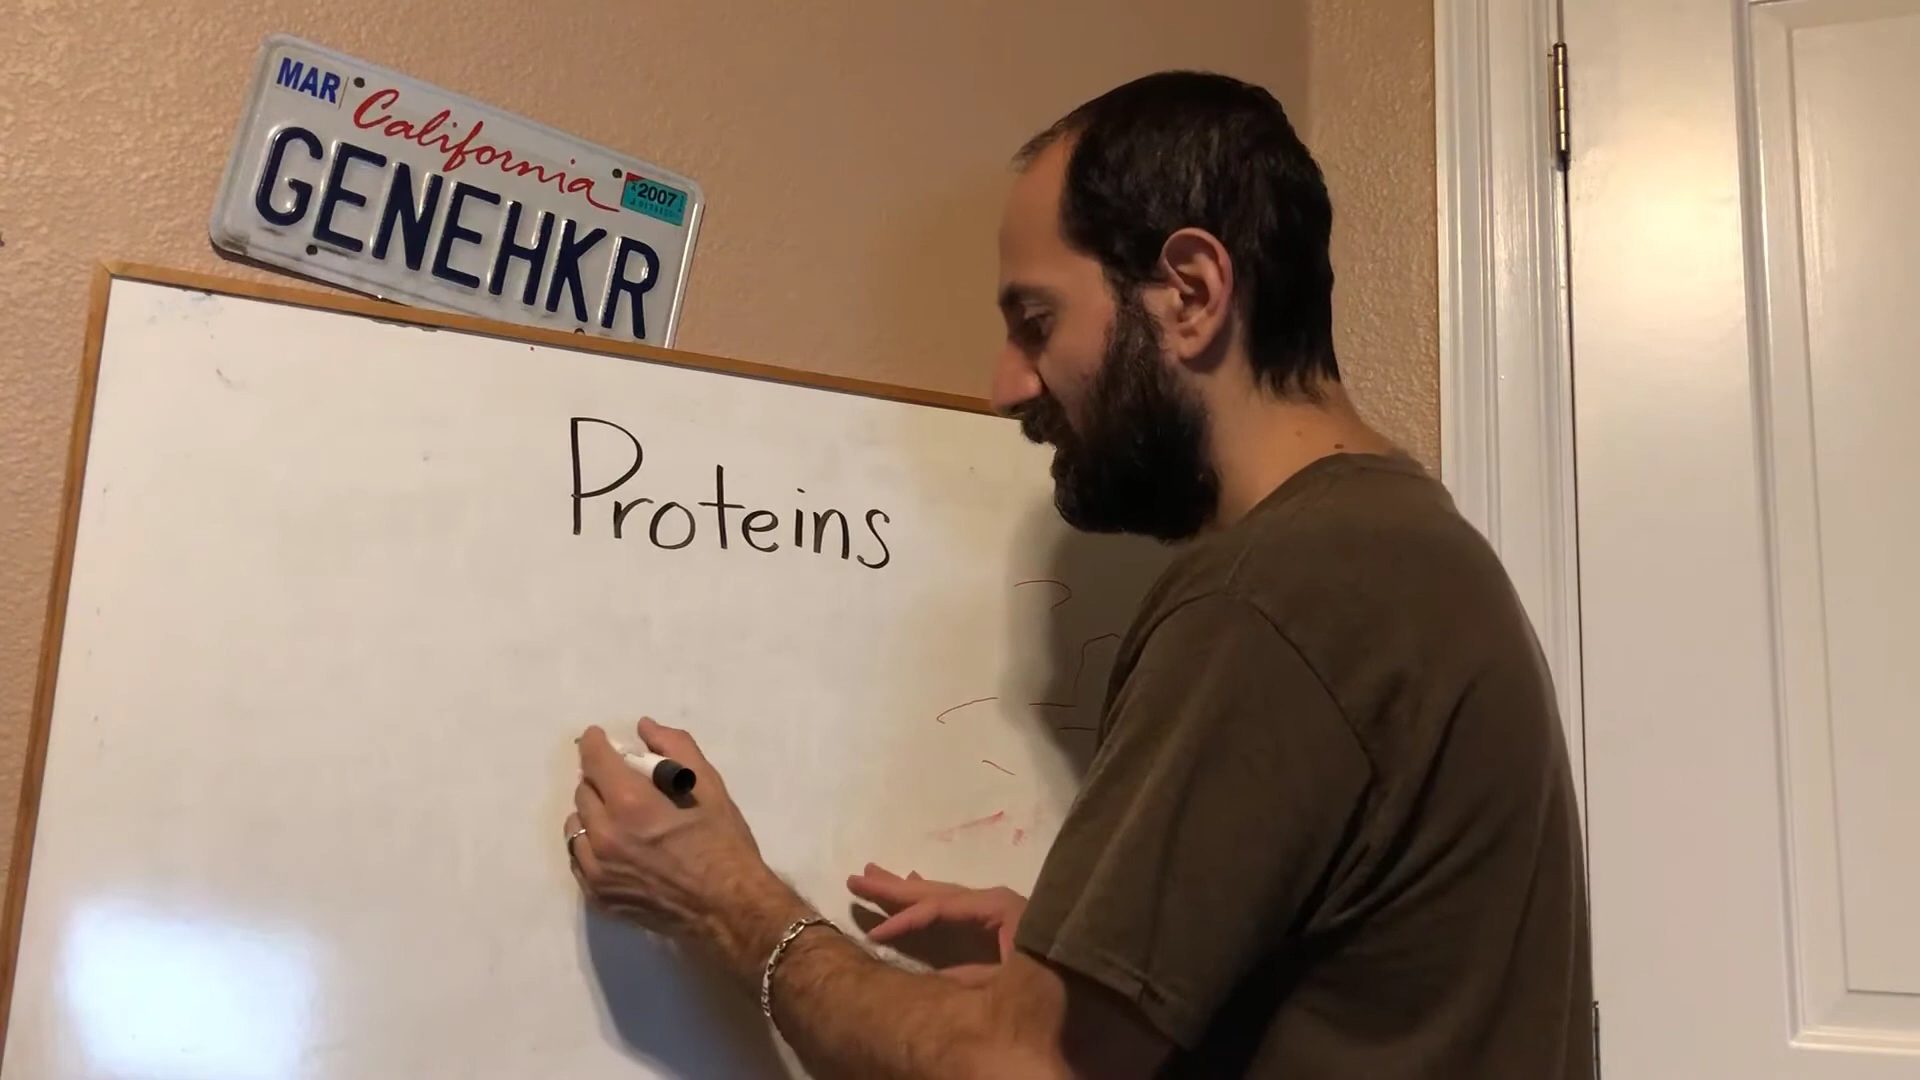 MAR
California
2007
GENEHKR
Proteins